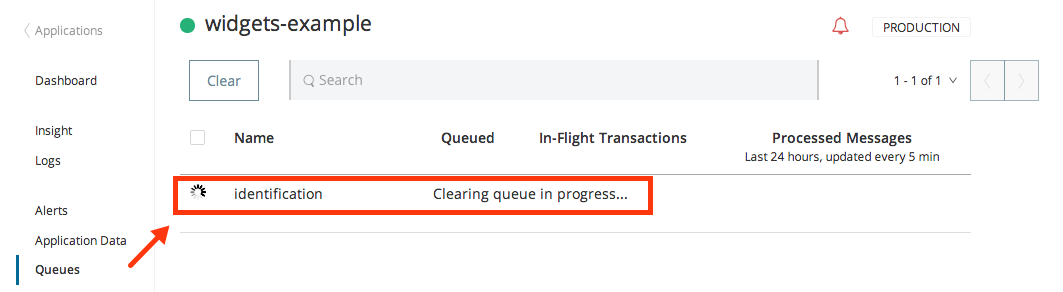 Applications
widgets-example
PRODUCTION
Dashboard
Clear
Search
1 - 1 of 1
Insight
Logs
Alerts
Application Data
Queues
Name
Queued
In-Flight Transactions
Processed Messages
Last 24 hours, updated every 5 min
identification
Clearing queue in progress...